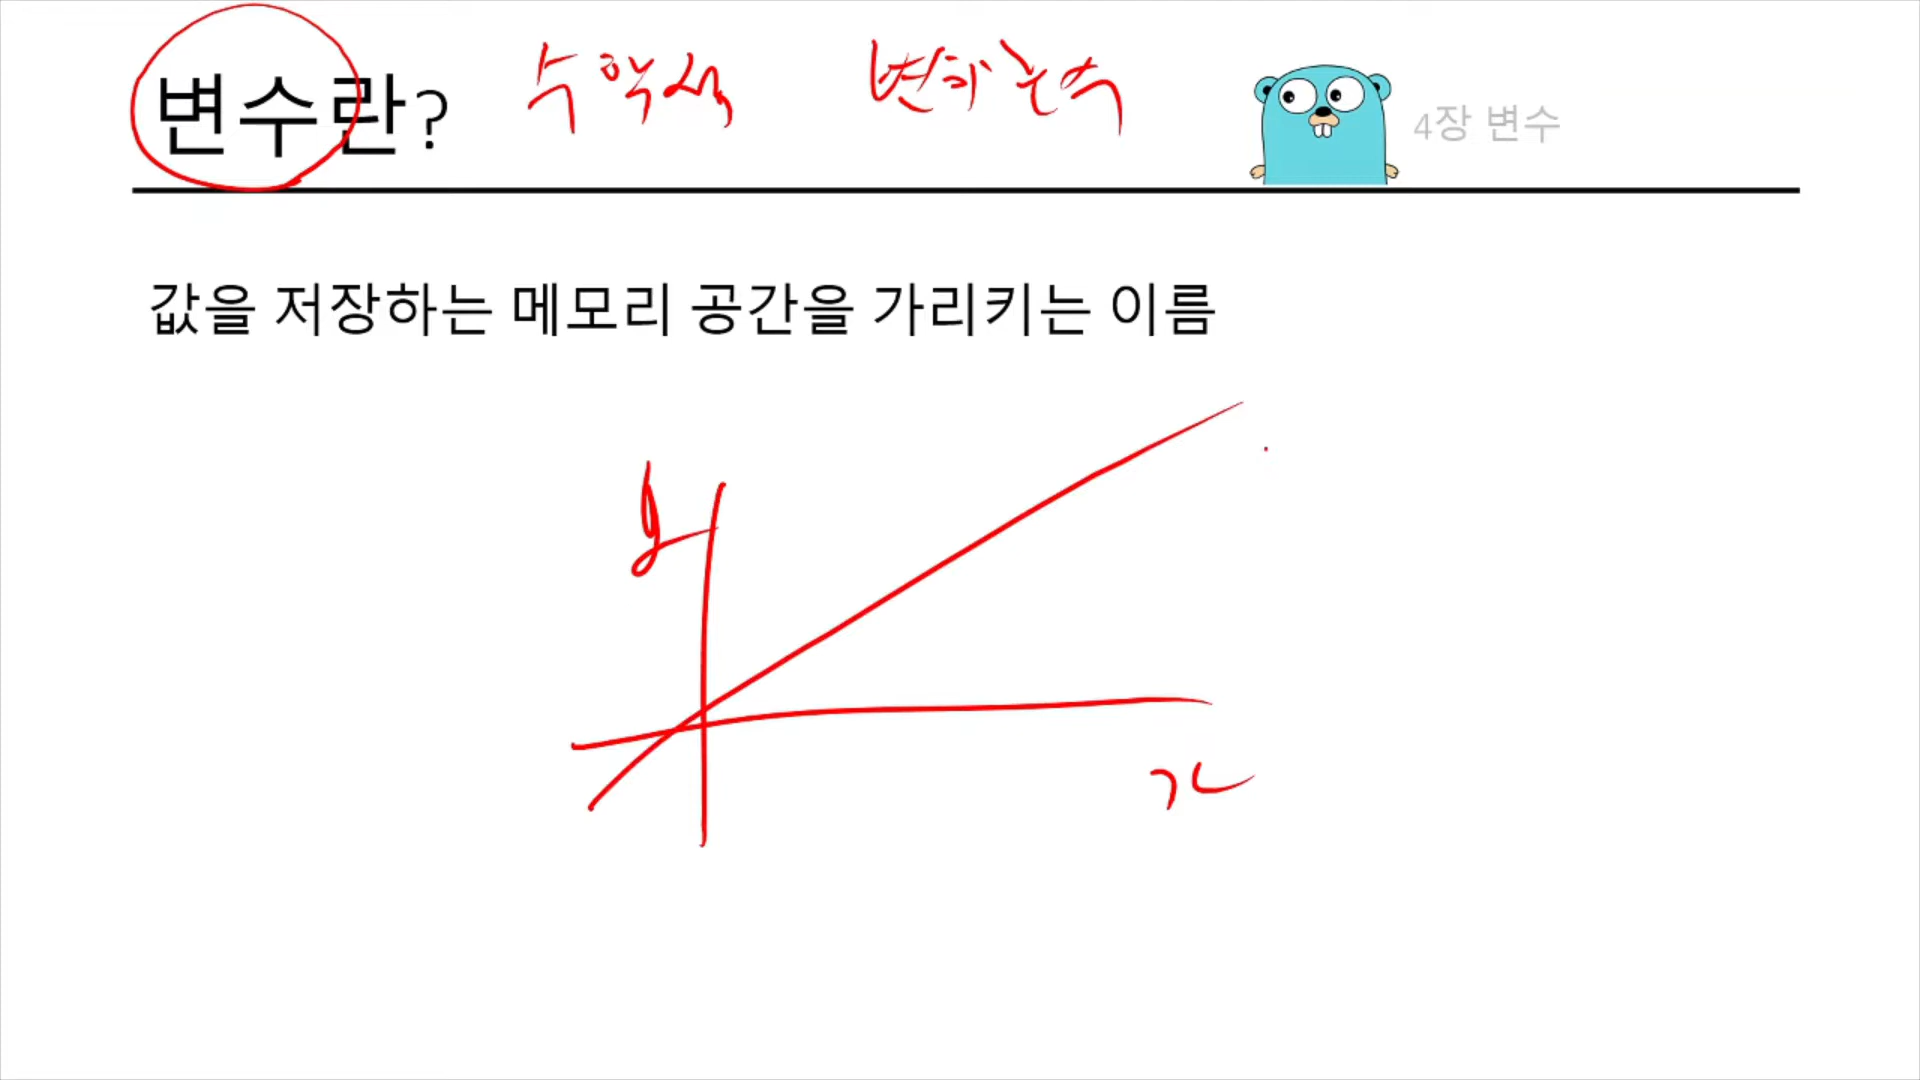 변수란? 수학식 변하는 수 4장 변수
값을 저장하는 메모리 공간을 가리키는 이름
y
x